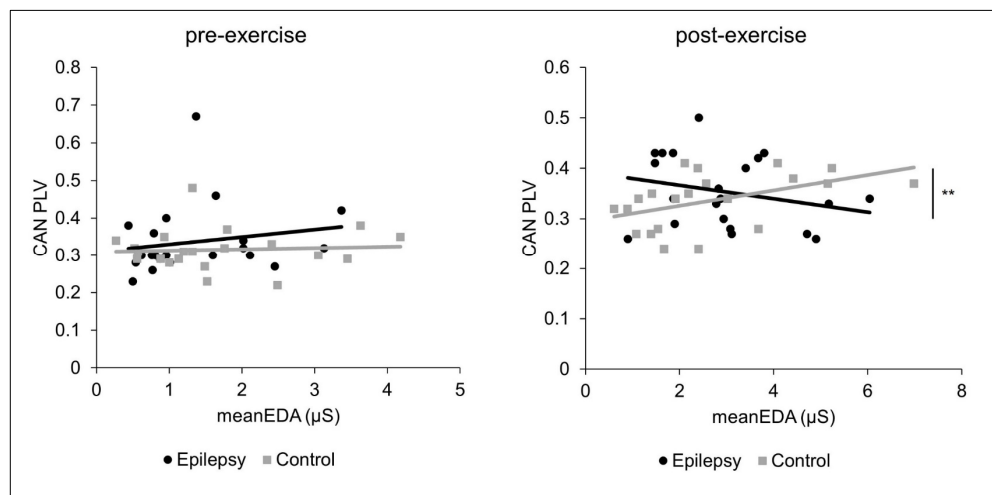 pre-exercise
0.8
0.7
0.6
0.5
0.4
0.3
0.2
0.1
0
CAN PLV
0 1 2 3 4 5
meanEDA (µS)
Epilepsy Control
post-exercise
0.6
0.5
0.4
0.3
0.2
0.1
0
CAN PLV
**
0 2 4 6 8
meanEDA (µS)
Epilepsy Control